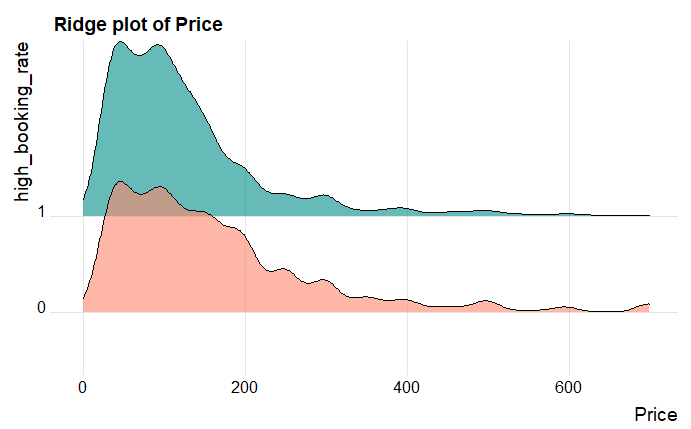 Ridge plot of Price
high_booking_rate
1
0
0
200
400
600
Price